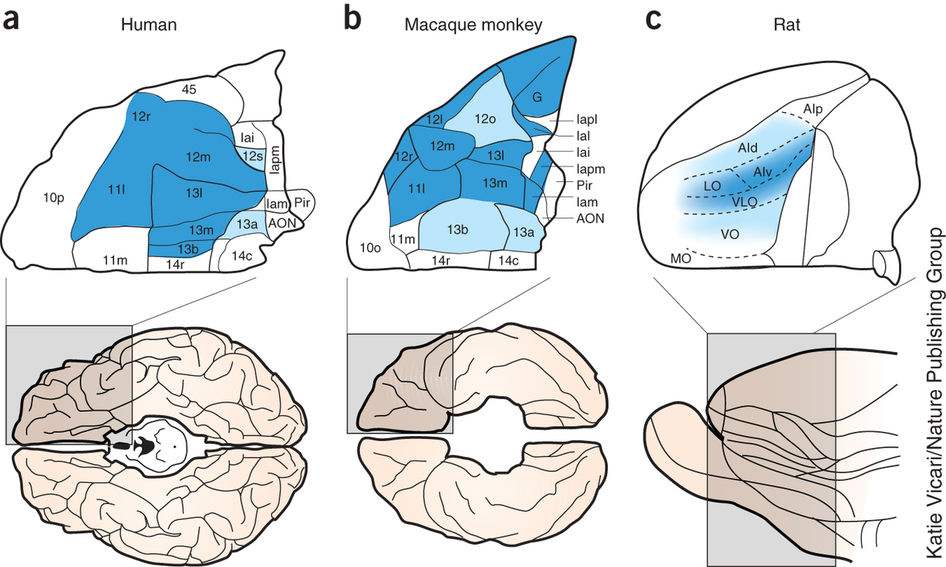 a Human
b Macaque monkey
c Rat
45
12r
Iai
12s
Iapm
12m
10p
11l
13l
Iam
Pir
13m
13a
AON
13b
11m
14r
14c
G
12l
12o
Iapl
Ial
Iai
Iapm
Pir
Iam
AON
12m
12r
13l
11l
13m
13b
13a
11m
10o
14r
14c
AIp
AId
AIv
LO
VLO
VO
MO
Katie Vicari/Nature Publishing Group